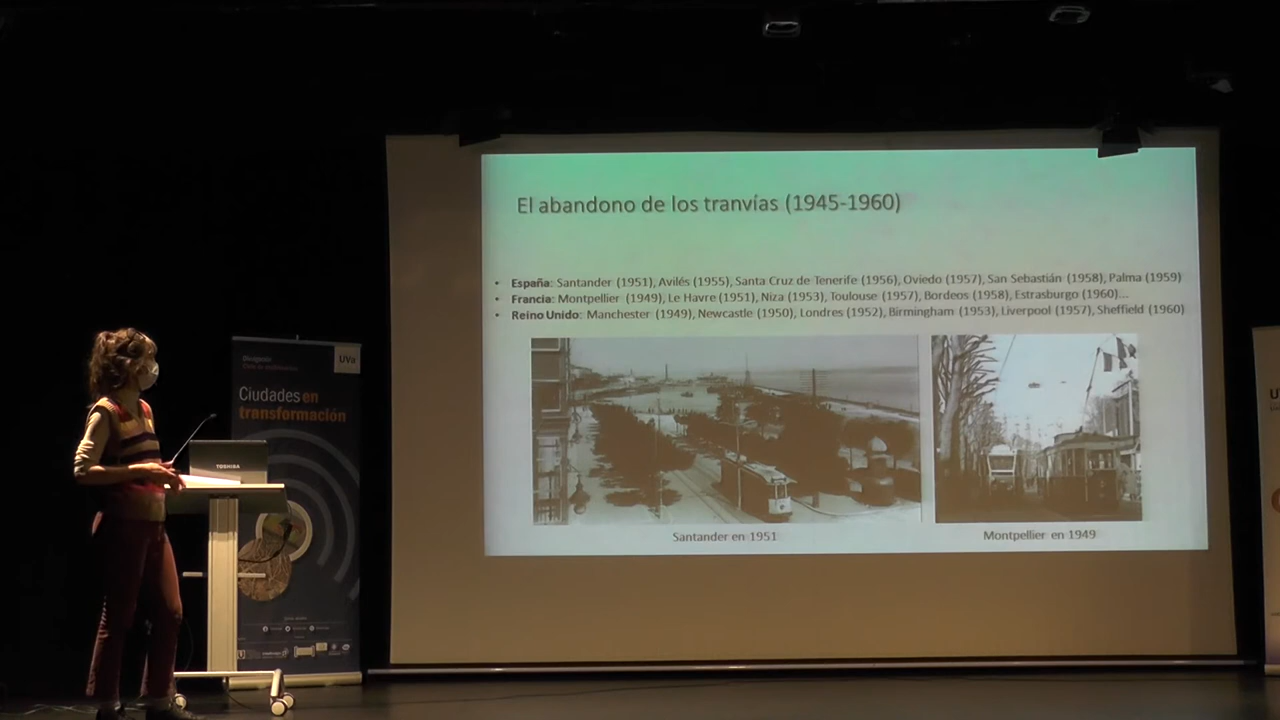 El abandono de los tranvías (1945-1960)
• España: Santander (1951), Avilés (1955), Santa Cruz de Tenerife (1956), Oviedo (1957), San Sebastián (1958), Palma (1959)
• Francia: Montpellier (1949), Le Havre (1951), Niza (1953), Toulouse (1957), Bordeos (1958), Estrasburgo (1960)...
• Reino Unido: Manchester (1949), Newcastle (1950), Londres (1952), Birmingham (1953), Liverpool (1957), Sheffield (1960)
Santander en 1951
Montpellier en 1949
UVa
Ciudades en
transformación
TOSHIBA